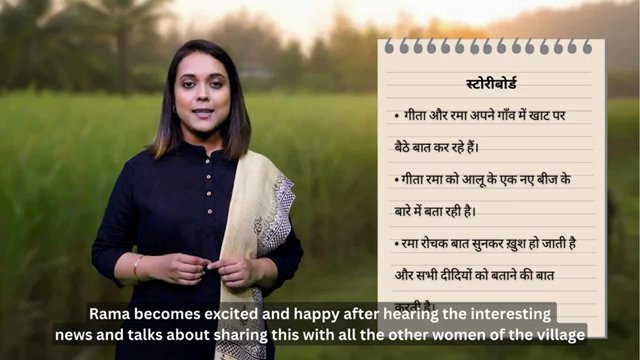 स्टोरीबोर्ड
• गीता और रमा अपने गाँव में खाट पर
बैठे बात कर रहे हैं।
• गीता रमा को आलू के एक नए बीज के
बारे में बता रही है।
• रमा रोचक बात सुनकर ख़ुश हो जाती है
और सभी दीदियों को बताने की बात
करती है।
Rama becomes excited and happy after hearing the interesting
news and talks about sharing this with all the other women of the village